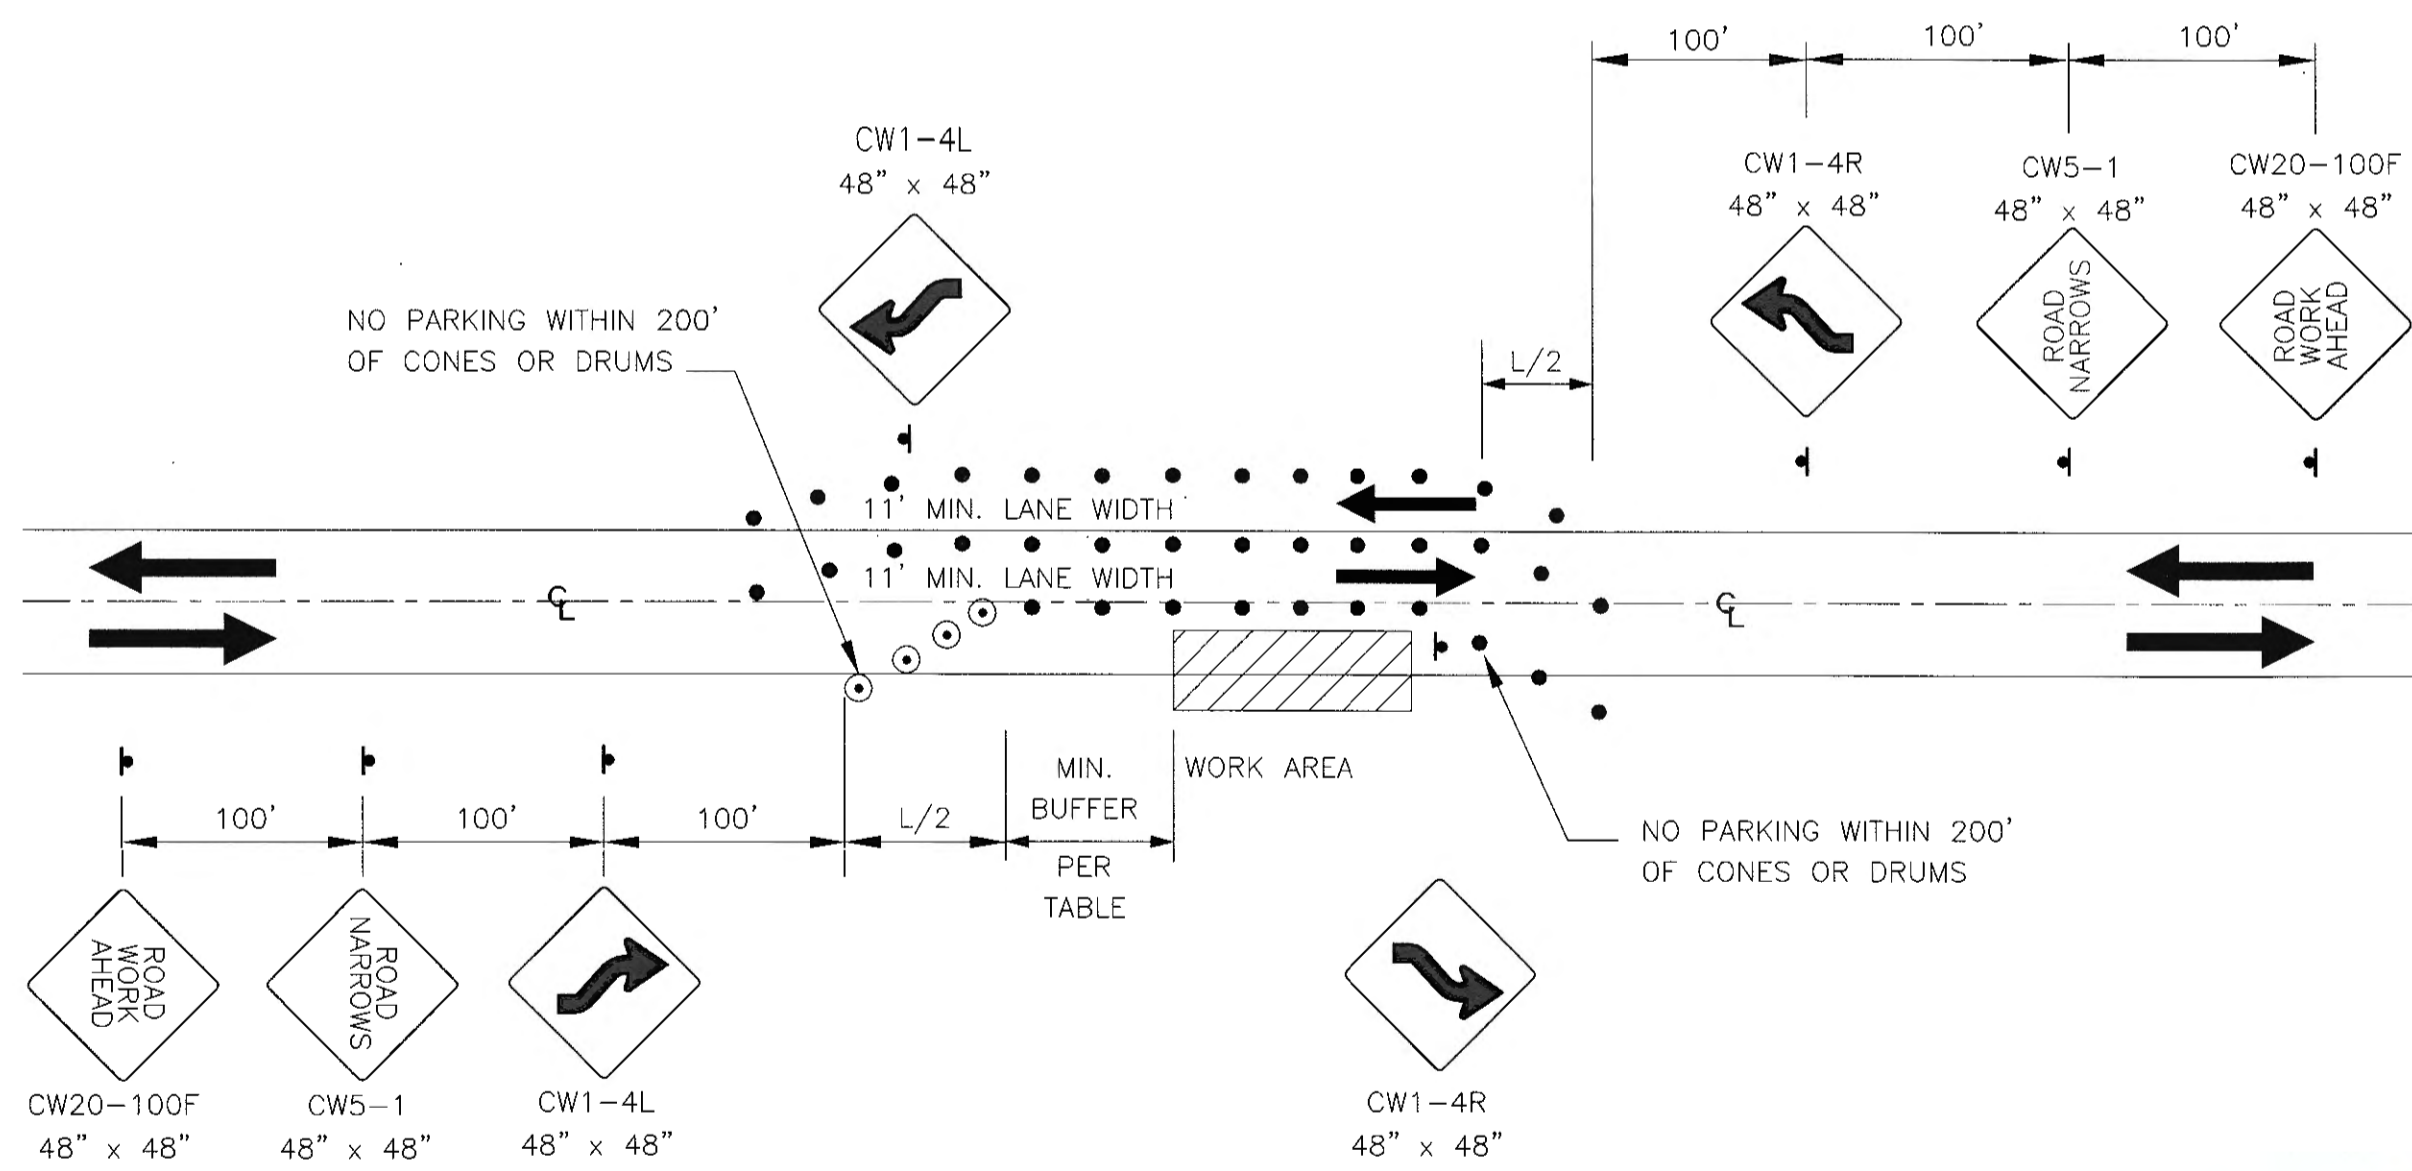 100' 100' 100'
CW1-4L
48" x 48"
CW1-4R
48" x 48"
CW5-1
48" x 48"
CW20-100F
48" x 48"
ROAD
NARROWS
ROAD
WORK
AHEAD
NO PARKING WITHIN 200'
OF CONES OR DRUMS
L/2
11' MIN. LANE WIDTH
11' MIN. LANE WIDTH
CL
CL
100' 100' 100' L/2
MIN.
BUFFER
PER
TABLE
WORK AREA
NO PARKING WITHIN 200'
OF CONES OR DRUMS
ROAD
WORK
AHEAD
ROAD
NARROWS
CW20-100F
48" x 48"
CW5-1
48" x 48"
CW1-4L
48" x 48"
CW1-4R
48" x 48"